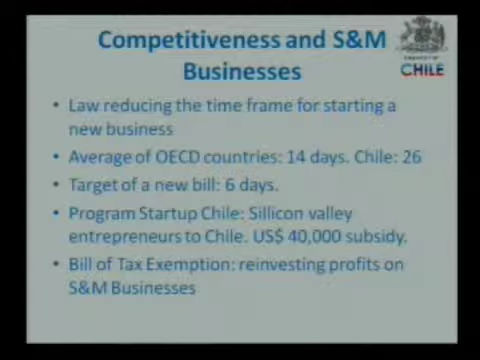 Competitiveness and S&M
Businesses
CHILE
• Law reducing the time frame for starting a
new business
• Average of OECD countries: 14 days. Chile: 26
• Target of a new bill: 6 days.
• Program Startup Chile: Sillicon valley
entrepreneurs to Chile. US$ 40,000 subsidy.
• Bill of Tax Exemption: reinvesting profits on
S&M Businesses